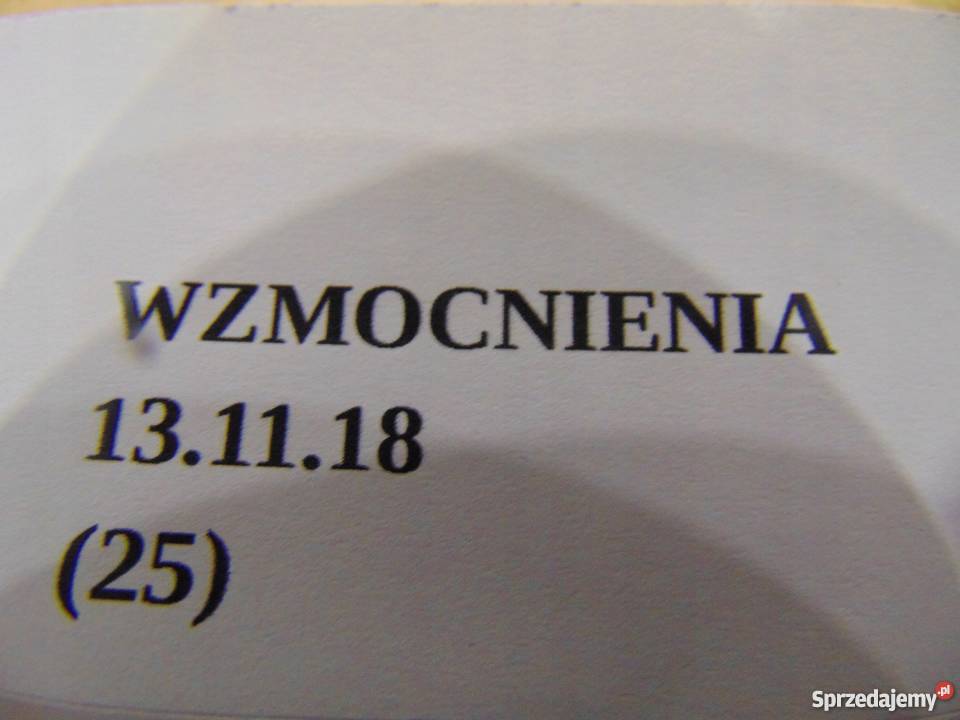 WZMOCNIENIA
13.11.18
(25)
Sprzedajemy.pl